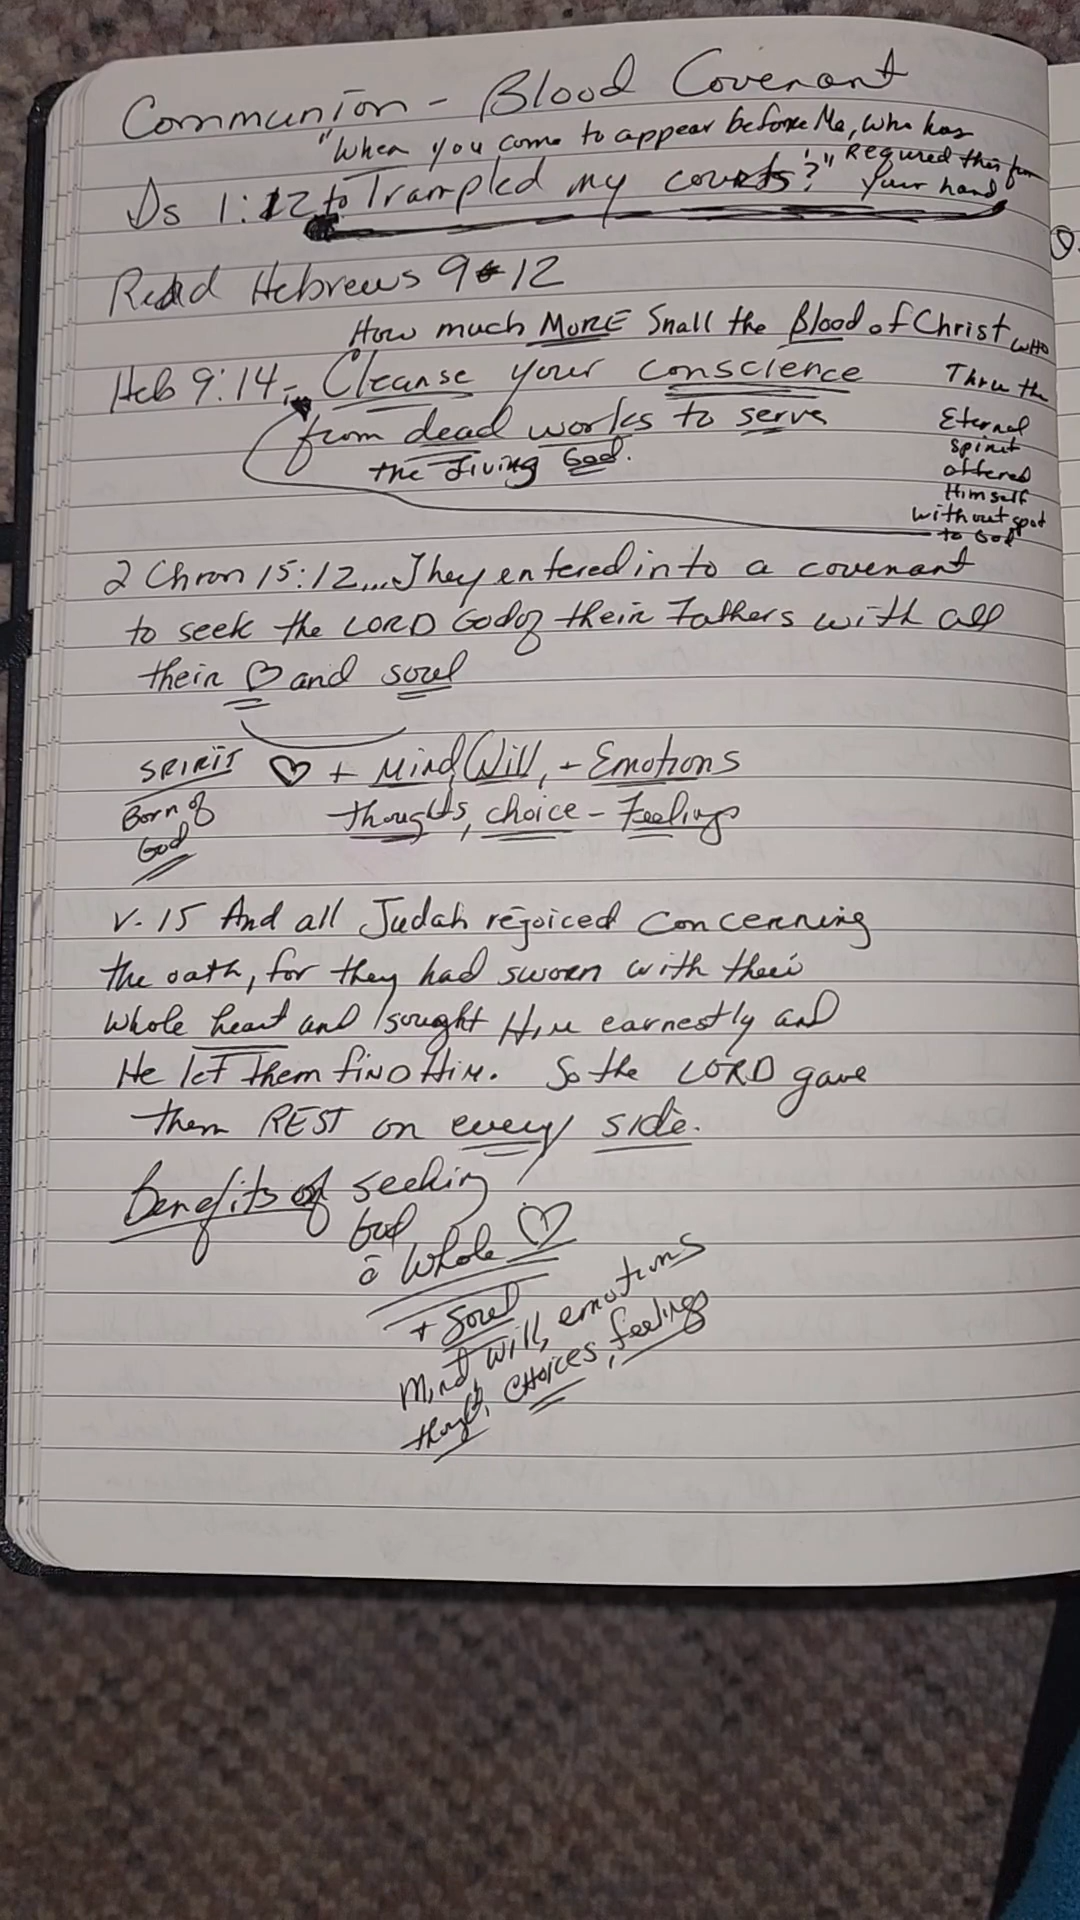 Communion - Blood Covenant
"When you come to appear before Me, who has
Required this from
Your hand
Is 1:12 to Trampled my courts?"
Read Hebrews 9 12
How much MORE Shall the Blood of Christ WHO
Thru the
Eternal
spirit
offered
Himself
without spot
to God
Heb 9:14 - Cleanse your conscience
from dead works to serve
the Living God.
2 Chron 15:12... They entered into a covenant
to seek the LORD God of their Fathers with all
their ♡ and soul
SPIRIT ♡ + Mind, Will, + Emotions
Born of
God
thoughts, choice - Feelings
V. 15 And all Judah rejoiced concerning
the oath, for they had sworn with their
whole heart and sought Him earnestly and
He let them find Him. So the LORD gave
them REST on every side.
Benefits of seeking
God
c̄ Whole ♡
+ Soul
Mind, will, emotions
thought, CHOICES, feelings